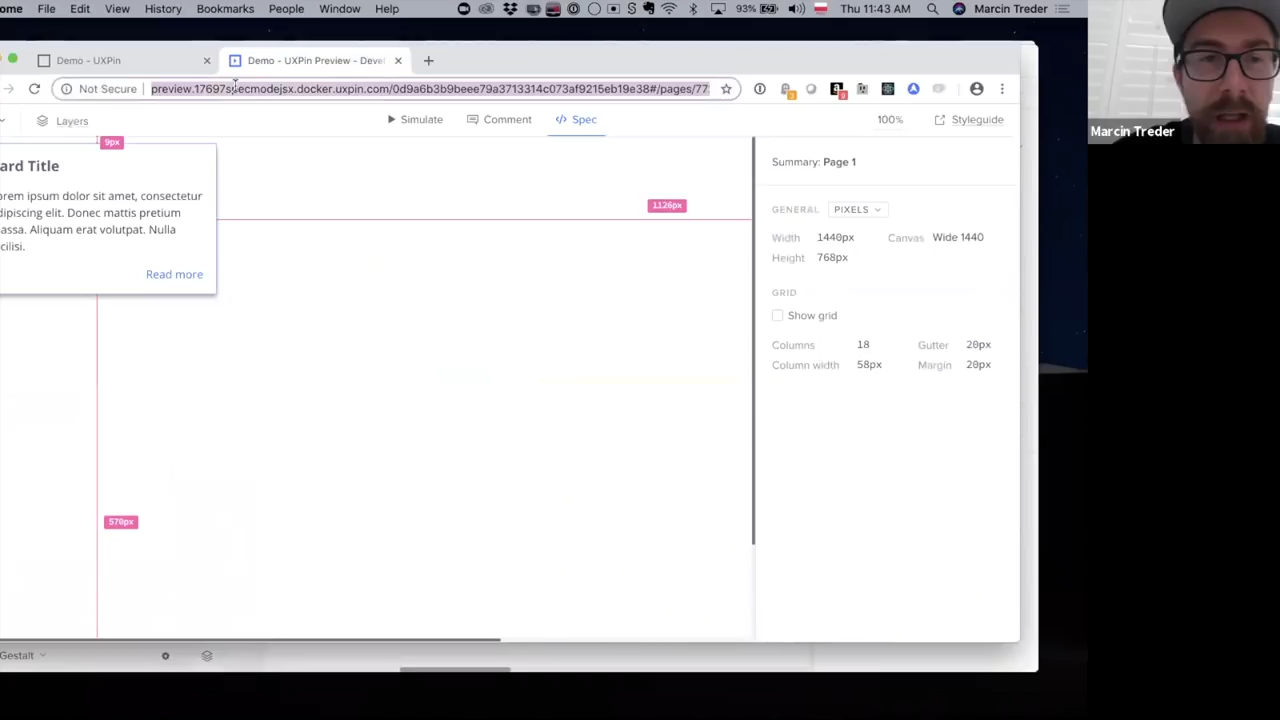 ome File Edit View History Bookmarks People Window Help 93% Thu 11:43 AM Marcin Treder
Demo - UXPin Demo - UXPin Preview - Devel
Not Secure preview.17697specmodejsx.docker.uxpin.com/0d9a6b3b9beee79a3713314c073af9215eb19e38#/pages/77
Layers Simulate Comment </> Spec 100% Styleguide
9px
ard Title
orem ipsum dolor sit amet, consectetur
dipiscing elit. Donec mattis pretium
assa. Aliquam erat volutpat. Nulla
cilisi.
Read more
1126px
570px
Summary: Page 1
GENERAL PIXELS
Width 1440px Canvas Wide 1440
Height 768px
GRID
Show grid
Columns 18 Gutter 20px
Column width 58px Margin 20px
Gestalt
Marcin Treder